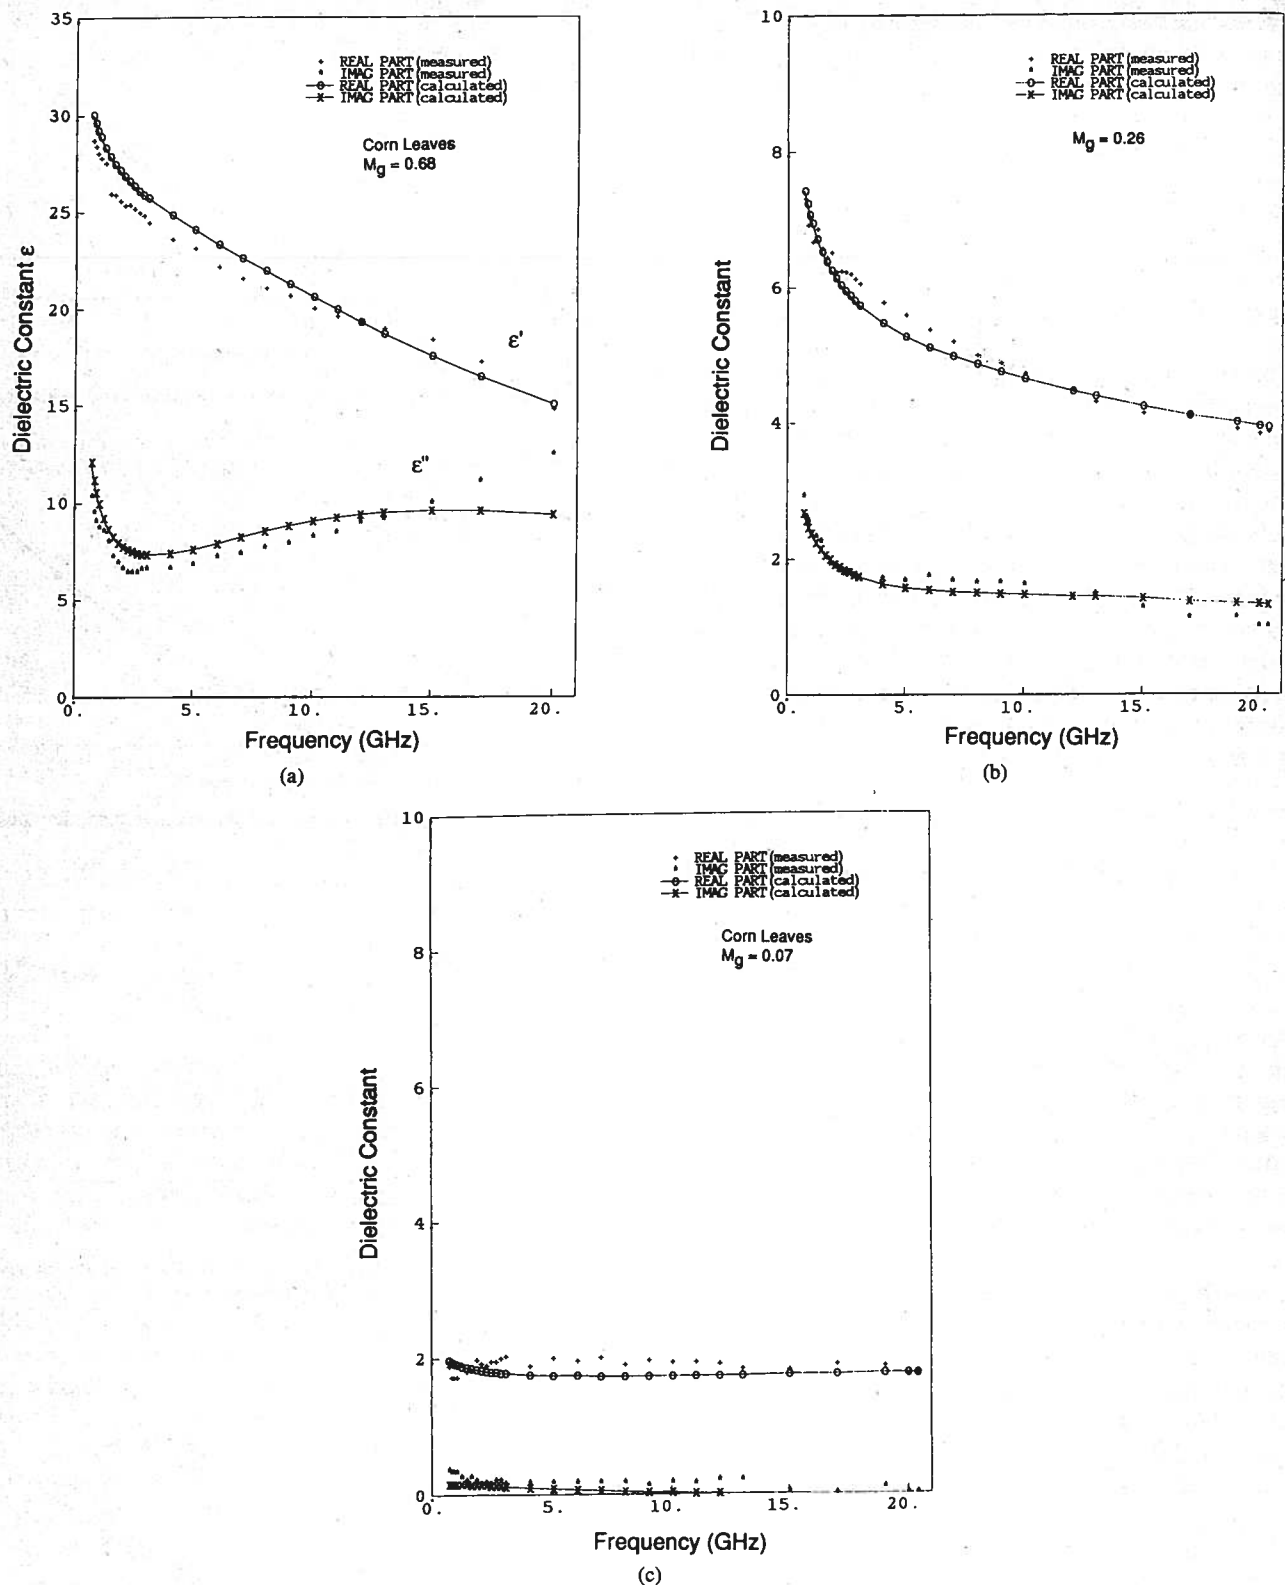 35
30
25
20
15
10
5
0
Dielectric Constant ε
REAL PART(measured)
IMAG PART(measured)
REAL PART(calculated)
IMAG PART(calculated)
Corn Leaves
Mg = 0.68
ε'
ε"
0. 5. 10. 15. 20.
Frequency (GHz)
(a)
10
8
6
4
2
0
Dielectric Constant
REAL PART(measured)
IMAG PART(measured)
REAL PART(calculated)
IMAG PART(calculated)
Mg = 0.26
0. 5. 10. 15. 20.
Frequency (GHz)
(b)
10
8
6
4
2
0
Dielectric Constant
REAL PART(measured)
IMAG PART(measured)
REAL PART(calculated)
IMAG PART(calculated)
Corn Leaves
Mg = 0.07
0. 5. 10. 15. 20.
Frequency (GHz)
(c)